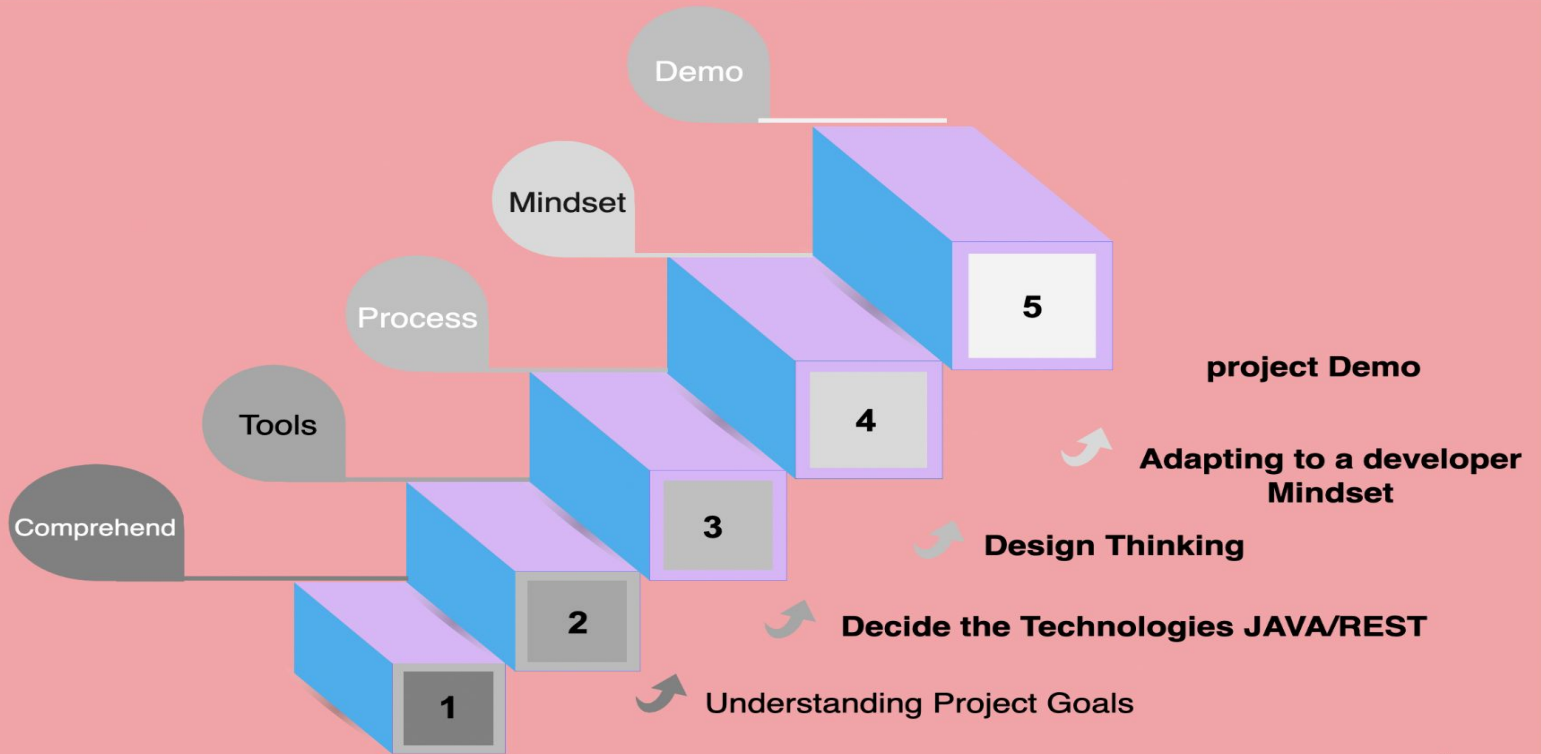 Demo
Mindset
Process
5
project Demo
Tools
4
Adapting to a developer
Mindset
Comprehend
3
Design Thinking
2
Decide the Technologies JAVA/REST
1
Understanding Project Goals